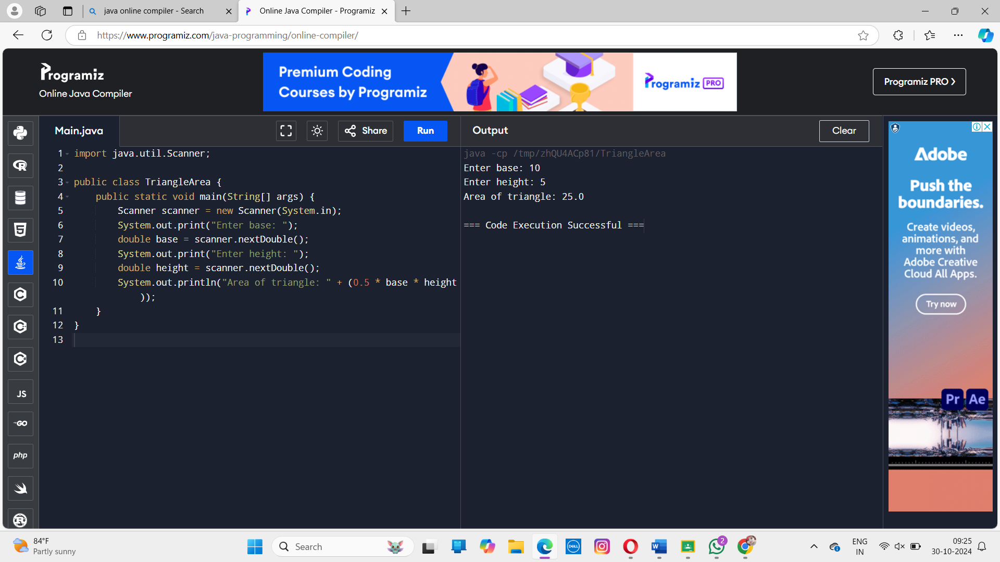 java online compiler - Search
Online Java Compiler - Programiz
https://www.programiz.com/java-programming/online-compiler/
Programiz
Online Java Compiler
Premium Coding
Courses by Programiz
Programiz PRO
Programiz PRO ›
Main.java
Share
Run
Output
Clear
1 import java.util.Scanner;
2
3 public class TriangleArea {
4     public static void main(String[] args) {
5         Scanner scanner = new Scanner(System.in);
6         System.out.print("Enter base: ");
7         double base = scanner.nextDouble();
8         System.out.print("Enter height: ");
9         double height = scanner.nextDouble();
10         System.out.println("Area of triangle: " + (0.5 * base * height
));
11     }
12 }
13
java -cp /tmp/zhQU4ACp81/TriangleArea
Enter base: 10
Enter height: 5
Area of triangle: 25.0
=== Code Execution Successful ===
Adobe
Push the
boundaries.
Create videos,
animations, and
more with
Adobe Creative
Cloud All Apps.
Try now
Pr Ae
R
5
C
C
C
JS
GO
php
R
84°F
Partly sunny
Search
DELL
W
2
ENG
IN
09:25
30-10-2024